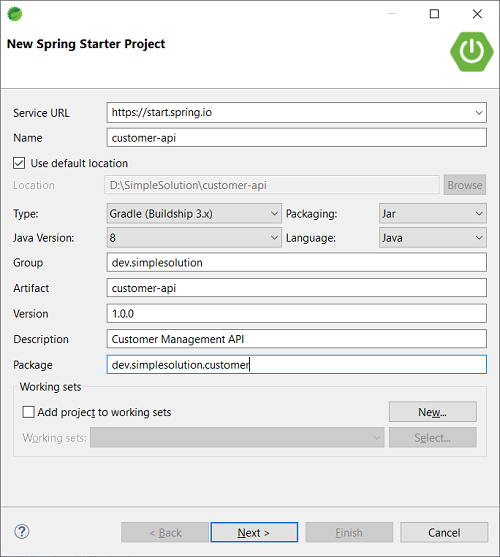 New Spring Starter Project
Service URL https://start.spring.io
Name customer-api
Use default location
Location D:\SimpleSolution\customer-api Browse
Type: Gradle (Buildship 3.x) Packaging: Jar
Java Version: 8 Language: Java
Group dev.simplesolution
Artifact customer-api
Version 1.0.0
Description Customer Management API
Package dev.simplesolution.customer
Working sets
Add project to working sets New...
Working sets: Select...
? < Back Next > Finish Cancel